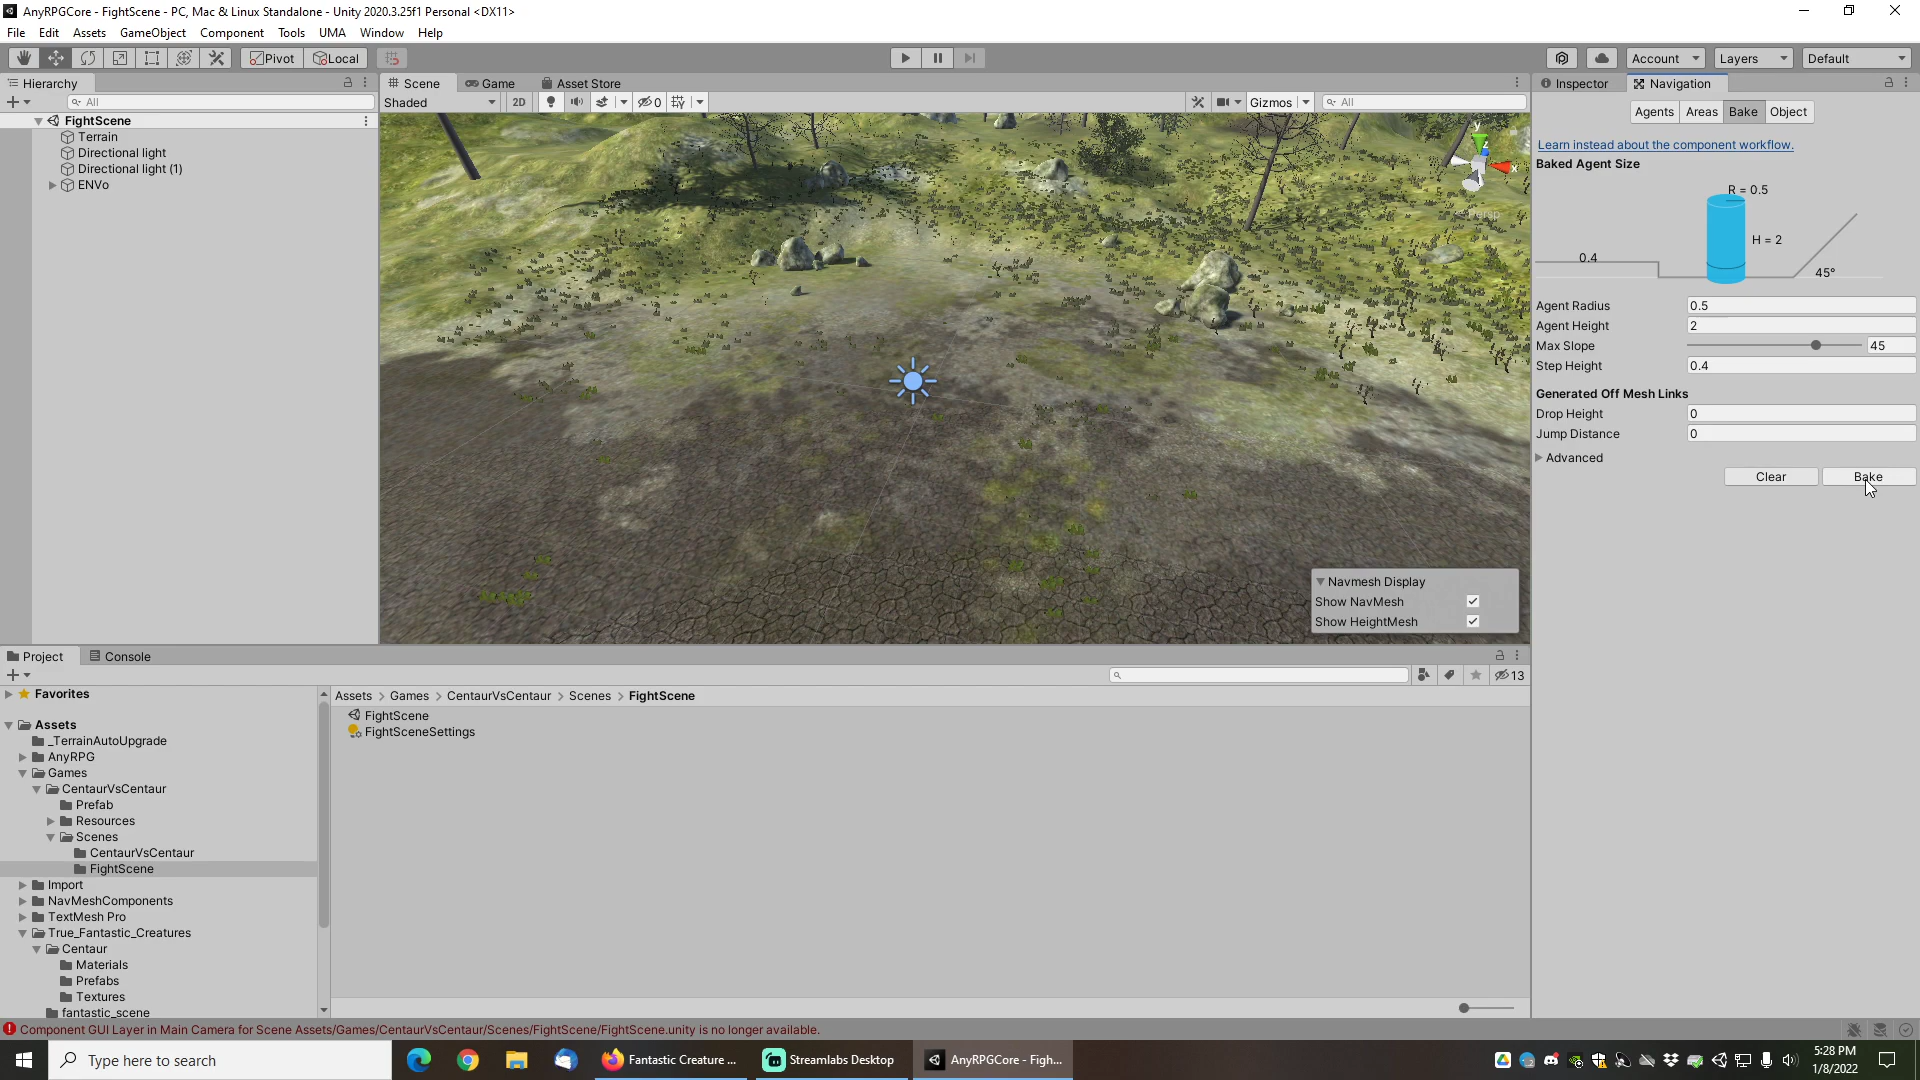 AnyRPGCore - FightScene - PC, Mac & Linux Standalone - Unity 2020.3.25f1 Personal <DX11>
File Edit Assets GameObject Component Tools UMA Window Help
Pivot Local Account Layers Default
Hierarchy
All
FightScene
Terrain
Directional light
Directional light (1)
ENVo
Scene Game Asset Store
Shaded 2D 0 Gizmos All
y
z
x
Persp
Navmesh Display
Show NavMesh
Show HeightMesh
Inspector Navigation
Agents Areas Bake Object
Learn instead about the component workflow.
Baked Agent Size
R = 0.5
H = 2
0.4
45°
Agent Radius 0.5
Agent Height 2
Max Slope 45
Step Height 0.4
Generated Off Mesh Links
Drop Height 0
Jump Distance 0
Advanced
Clear Bake
Project Console
13
Favorites
Assets
_TerrainAutoUpgrade
AnyRPG
Games
CentaurVsCentaur
Prefab
Resources
Scenes
CentaurVsCentaur
FightScene
Import
NavMeshComponents
TextMesh Pro
True_Fantastic_Creatures
Centaur
Materials
Prefabs
Textures
fantastic_scene
Assets > Games > CentaurVsCentaur > Scenes > FightScene
FightScene
FightSceneSettings
Component GUI Layer in Main Camera for Scene Assets/Games/CentaurVsCentaur/Scenes/FightScene/FightScene.unity is no longer available.
Type here to search
Fantastic Creature ...
Streamlabs Desktop
AnyRPGCore - Figh...
5:28 PM
1/8/2022